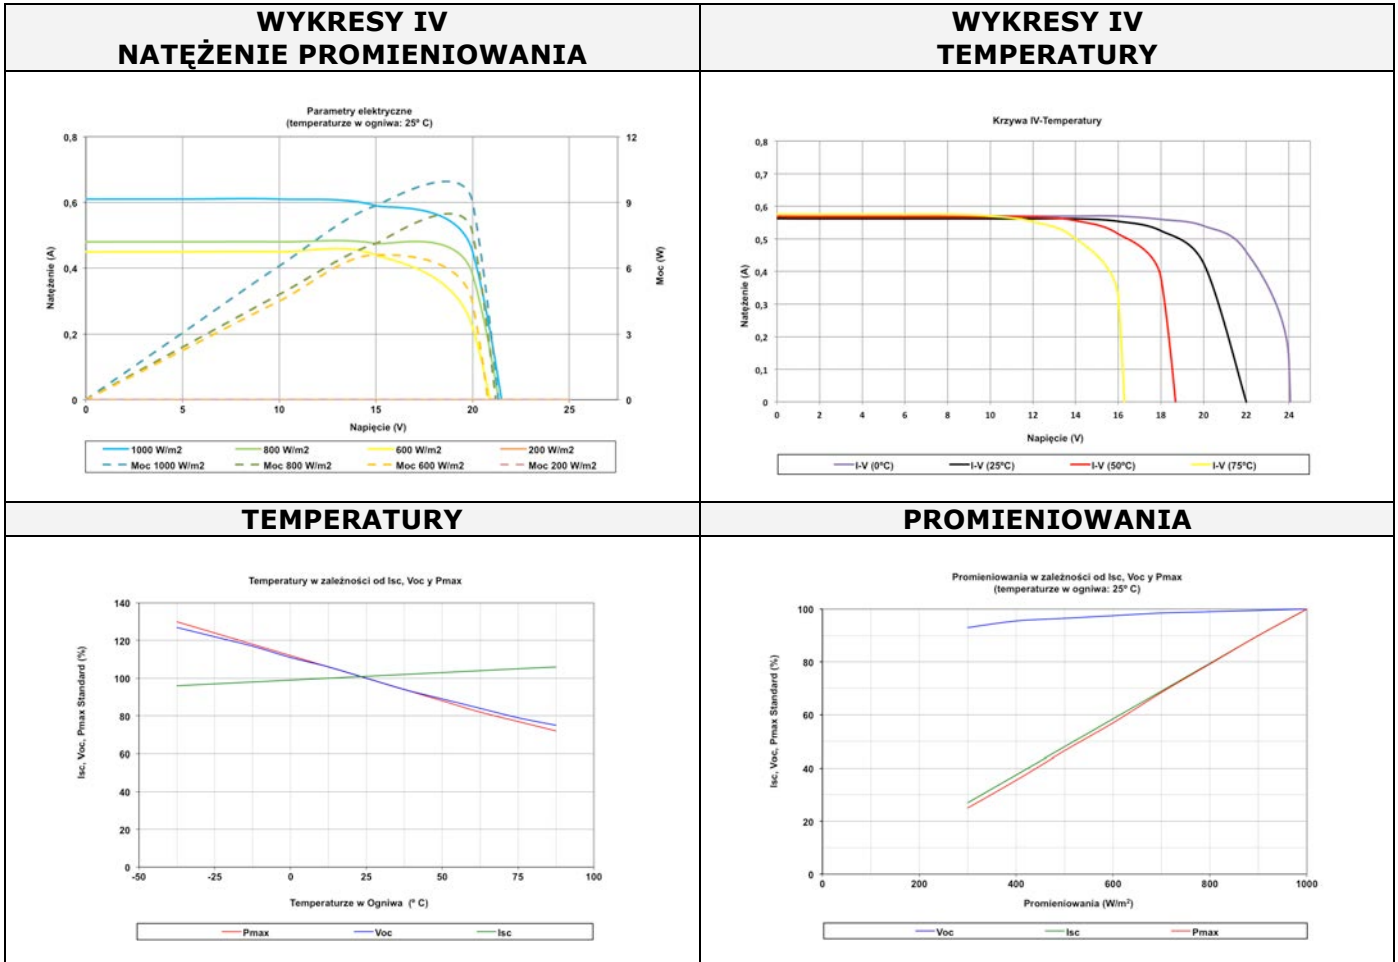 WYKRESY IV
NATĘŻENIE PROMIENIOWANIA
WYKRESY IV
TEMPERATURY
Parametry elektryczne
(temperaturze w ogniwa: 25º C)
0,8
0,6
0,4
0,2
0
12
9
6
3
0
0 5 10 15 20 25
Natężenie (A)
Moc (W)
Napięcie (V)
1000 W/m2 800 W/m2 600 W/m2 200 W/m2
Moc 1000 W/m2 Moc 800 W/m2 Moc 600 W/m2 Moc 200 W/m2
Krzywa IV-Temperatury
0,8
0,7
0,6
0,5
0,4
0,3
0,2
0,1
0
0 2 4 6 8 10 12 14 16 18 20 22 24
Natężenie (A)
Napięcie (V)
I-V (0ºC) I-V (25ºC) I-V (50ºC) I-V (75ºC)
TEMPERATURY
PROMIENIOWANIA
Temperatury w zależności od Isc, Voc y Pmax
140
120
100
80
60
40
20
0
-50 -25 0 25 50 75 100
Isc, Voc, Pmax Standard (%)
Temperaturze w Ogniwa (º C)
Pmax Voc Isc
Promieniowania w zależności od Isc, Voc y Pmax
(temperaturze w ogniwa: 25º C)
100
80
60
40
20
0
0 200 400 600 800 1000
Isc, Voc, Pmax Standard (%)
Promieniowania (W/m²)
Voc Isc Pmax